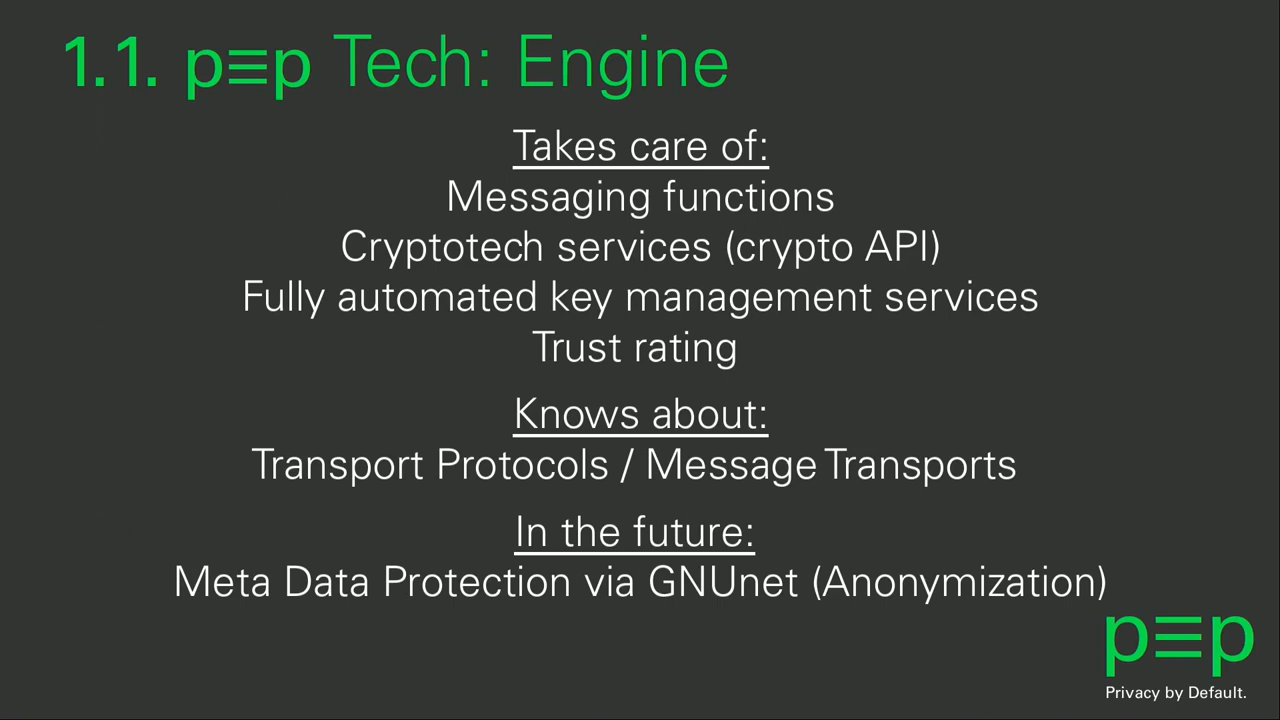 1.1. p≡p Tech: Engine
Takes care of:
Messaging functions
Cryptotech services (crypto API)
Fully automated key management services
Trust rating
Knows about:
Transport Protocols / Message Transports
In the future:
Meta Data Protection via GNUnet (Anonymization)
p≡p
Privacy by Default.